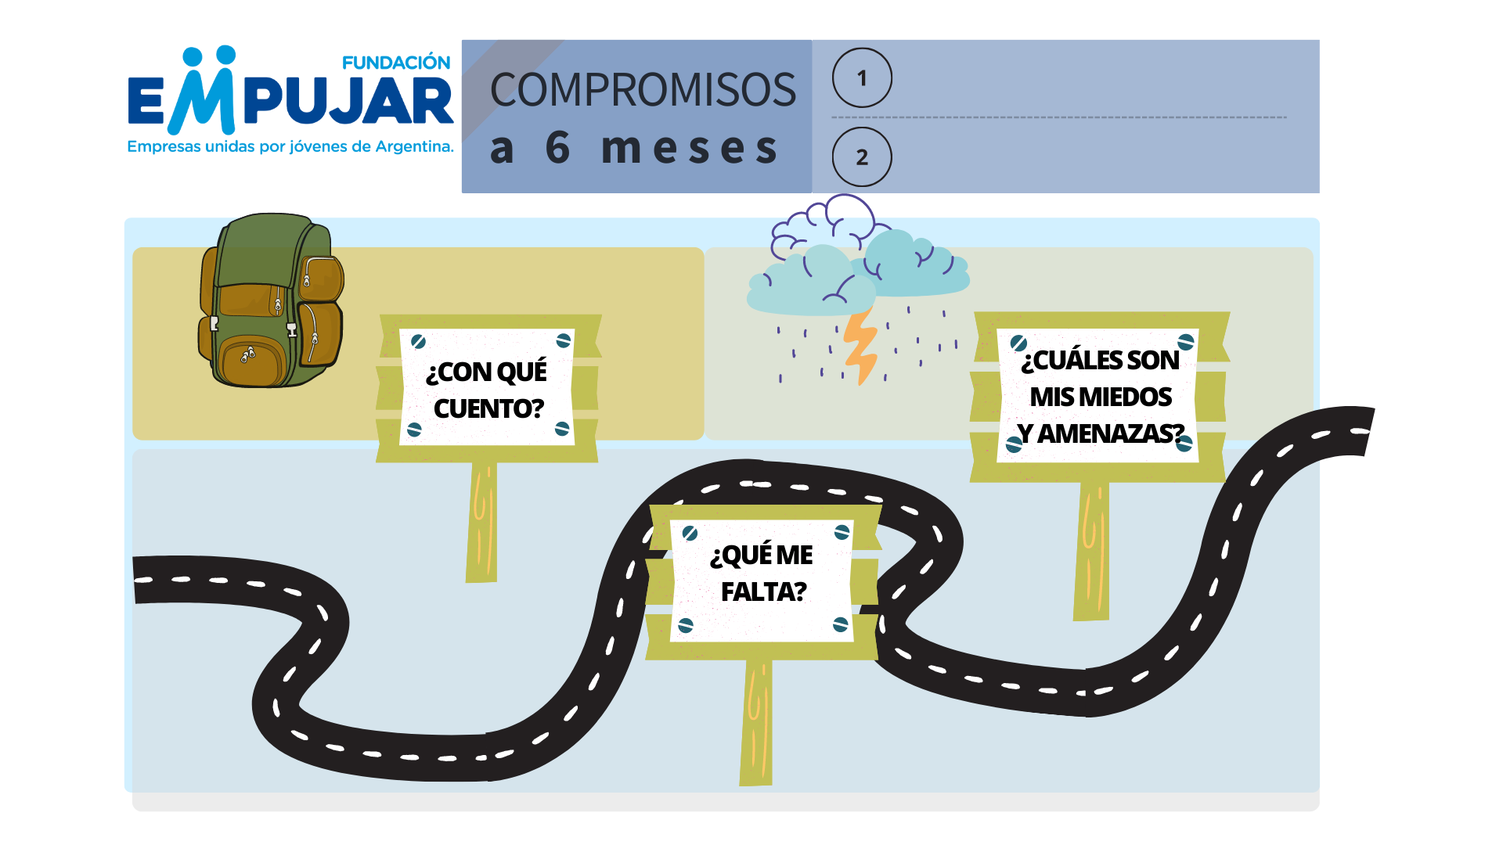 FUNDACIÓN
EMPUJAR
Empresas unidas por jóvenes de Argentina.
COMPROMISOS
a 6 meses
1
2
¿CON QUÉ
CUENTO?
¿CUÁLES SON
MIS MIEDOS
Y AMENAZAS?
¿QUÉ ME
FALTA?